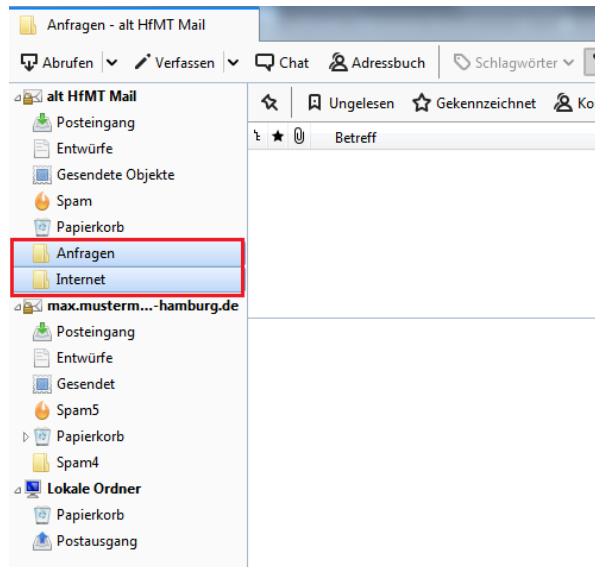 Anfragen - alt HfMT Mail
Abrufen Verfassen Chat Adressbuch Schlagwörter
alt HfMT Mail
Posteingang
Entwürfe
Gesendete Objekte
Spam
Papierkorb
Anfragen
Internet
max.musterm...-hamburg.de
Posteingang
Entwürfe
Gesendet
Spam5
Papierkorb
Spam4
Lokale Ordner
Papierkorb
Postausgang
Ungelesen Gekennzeichnet Ko
Betreff